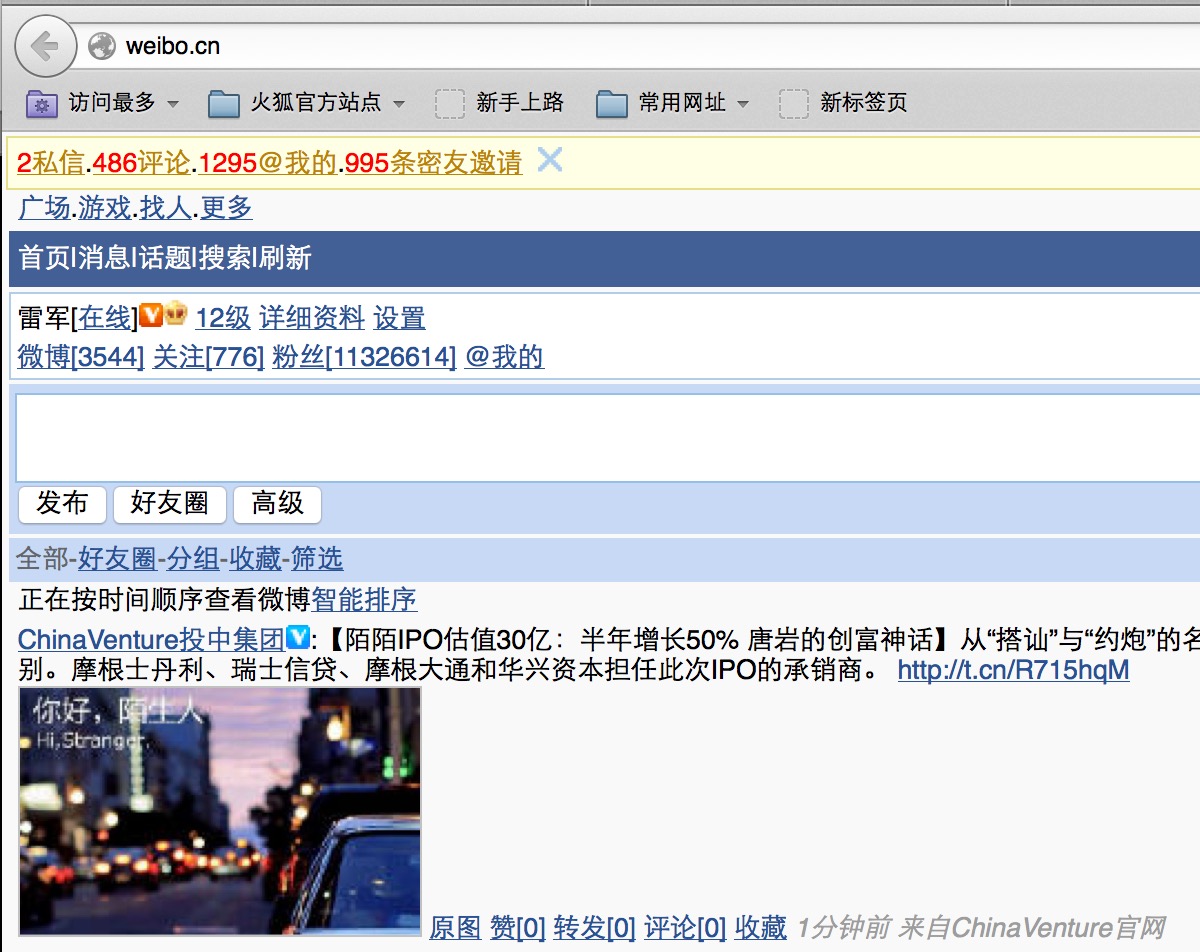 weibo.cn
访问最多 火狐官方站点 新手上路 常用网址 新标签页
2私信.486评论.1295@我的.995条密友邀请
广场.游戏.找人.更多
首页|消息|话题|搜索|刷新
雷军[在线] 12级 详细资料 设置
微博[3544] 关注[776] 粉丝[11326614] @我的
发布 好友圈 高级
全部-好友圈-分组-收藏-筛选
正在按时间顺序查看微博智能排序
ChinaVenture投中集团:【陌陌IPO估值30亿：半年增长50% 唐岩的创富神话】从“搭讪”与“约炮”的名
别。摩根士丹利、瑞士信贷、摩根大通和华兴资本担任此次IPO的承销商。 http://t.cn/R715hqM
你好，陌生人
Hi,Stranger.
原图 赞[0] 转发[0] 评论[0] 收藏 1分钟前 来自ChinaVenture官网